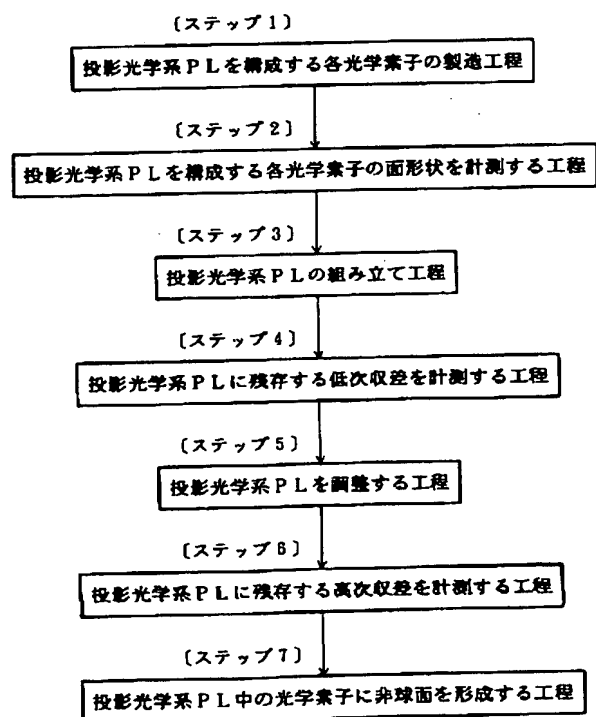 〔ステップ1〕
投影光学系PLを構成する各光学素子の製造工程
〔ステップ2〕
投影光学系PLを構成する各光学素子の面形状を計測する工程
〔ステップ3〕
投影光学系PLの組み立て工程
〔ステップ4〕
投影光学系PLに残存する低次収差を計測する工程
〔ステップ5〕
投影光学系PLを調整する工程
〔ステップ6〕
投影光学系PLに残存する高次収差を計測する工程
〔ステップ7〕
投影光学系PL中の光学素子に非球面を形成する工程